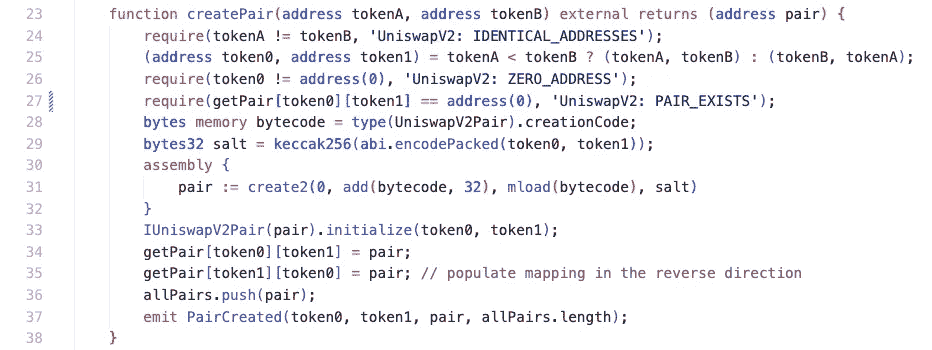 23 function createPair(address tokenA, address tokenB) external returns (address pair) {
24 require(tokenA != tokenB, 'UniswapV2: IDENTICAL_ADDRESSES');
25 (address token0, address token1) = tokenA < tokenB ? (tokenA, tokenB) : (tokenB, tokenA);
26 require(token0 != address(0), 'UniswapV2: ZERO_ADDRESS');
27 require(getPair[token0][token1] == address(0), 'UniswapV2: PAIR_EXISTS');
28 bytes memory bytecode = type(UniswapV2Pair).creationCode;
29 bytes32 salt = keccak256(abi.encodePacked(token0, token1));
30 assembly {
31 pair := create2(0, add(bytecode, 32), mload(bytecode), salt)
32 }
33 IUniswapV2Pair(pair).initialize(token0, token1);
34 getPair[token0][token1] = pair;
35 getPair[token1][token0] = pair; // populate mapping in the reverse direction
36 allPairs.push(pair);
37 emit PairCreated(token0, token1, pair, allPairs.length);
38 }